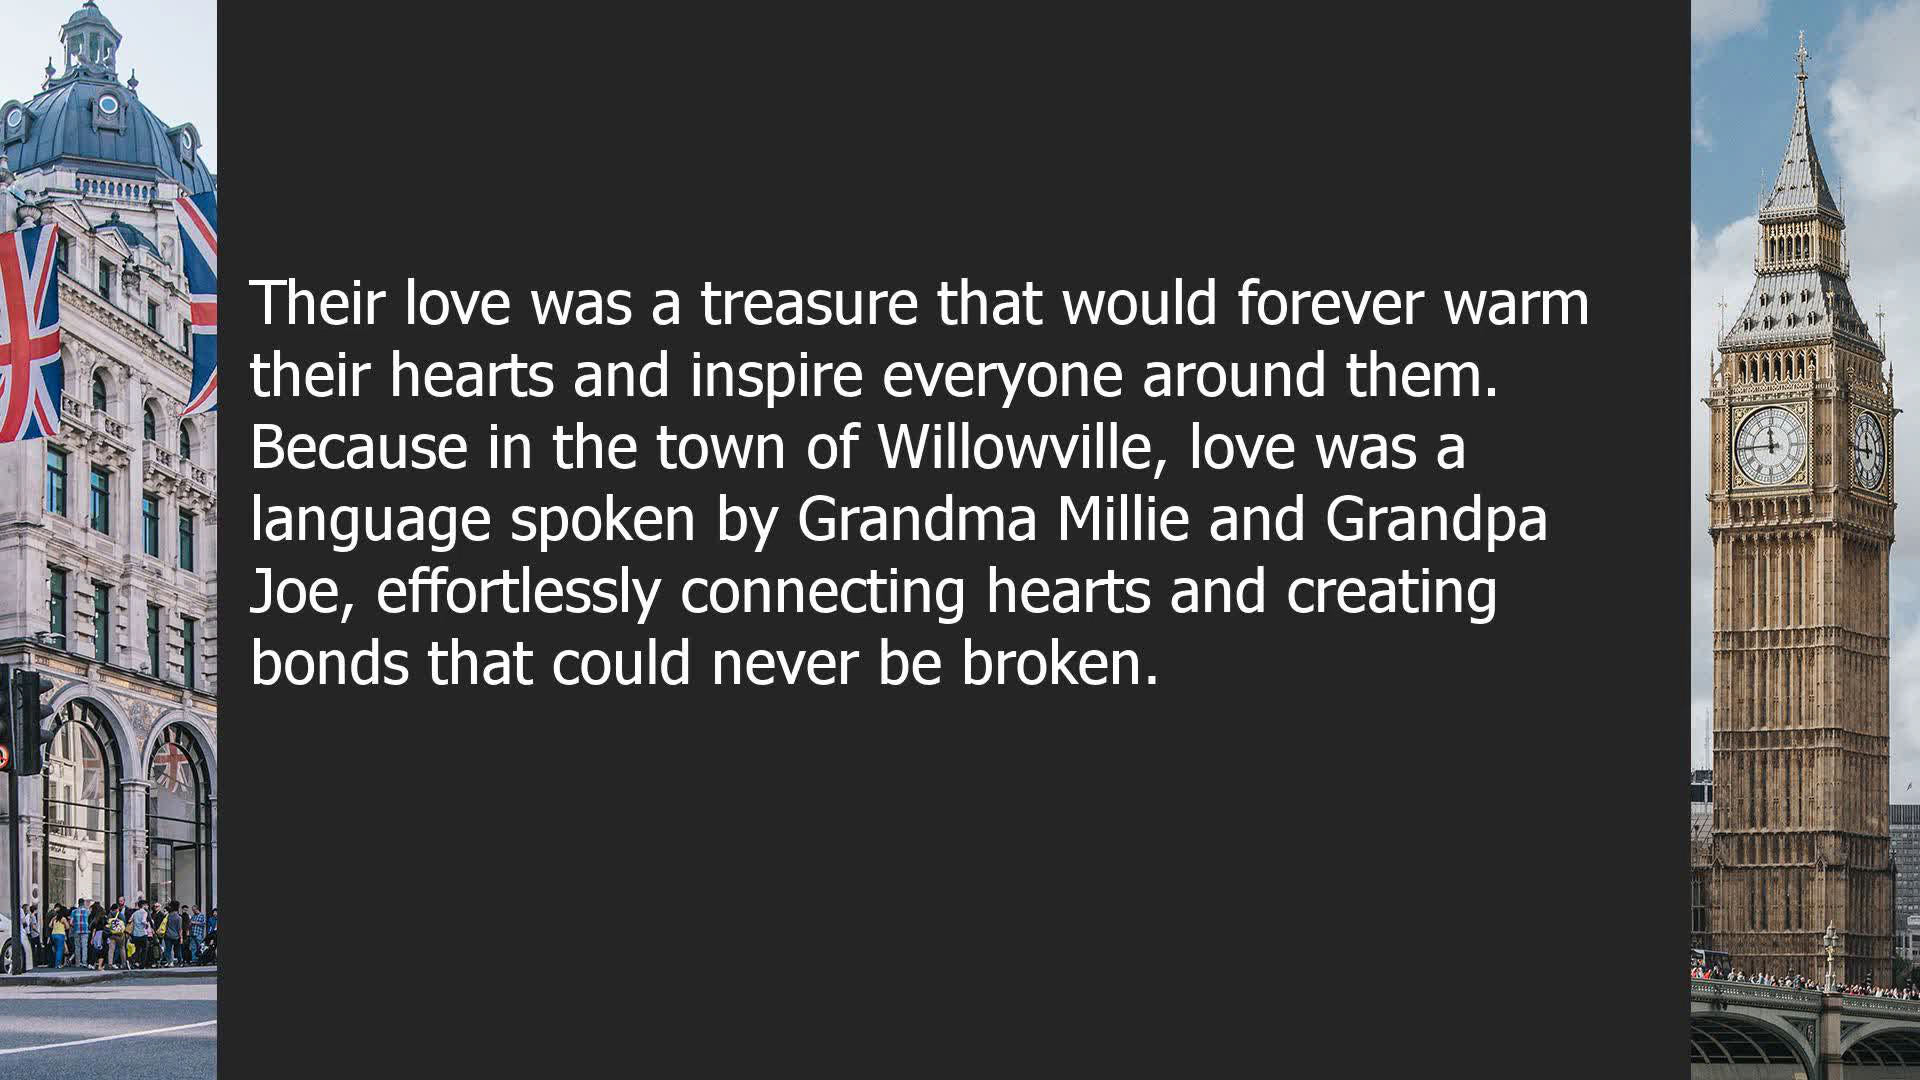 Their love was a treasure that would forever warm
their hearts and inspire everyone around them.
Because in the town of Willowville, love was a
language spoken by Grandma Millie and Grandpa
Joe, effortlessly connecting hearts and creating
bonds that could never be broken.